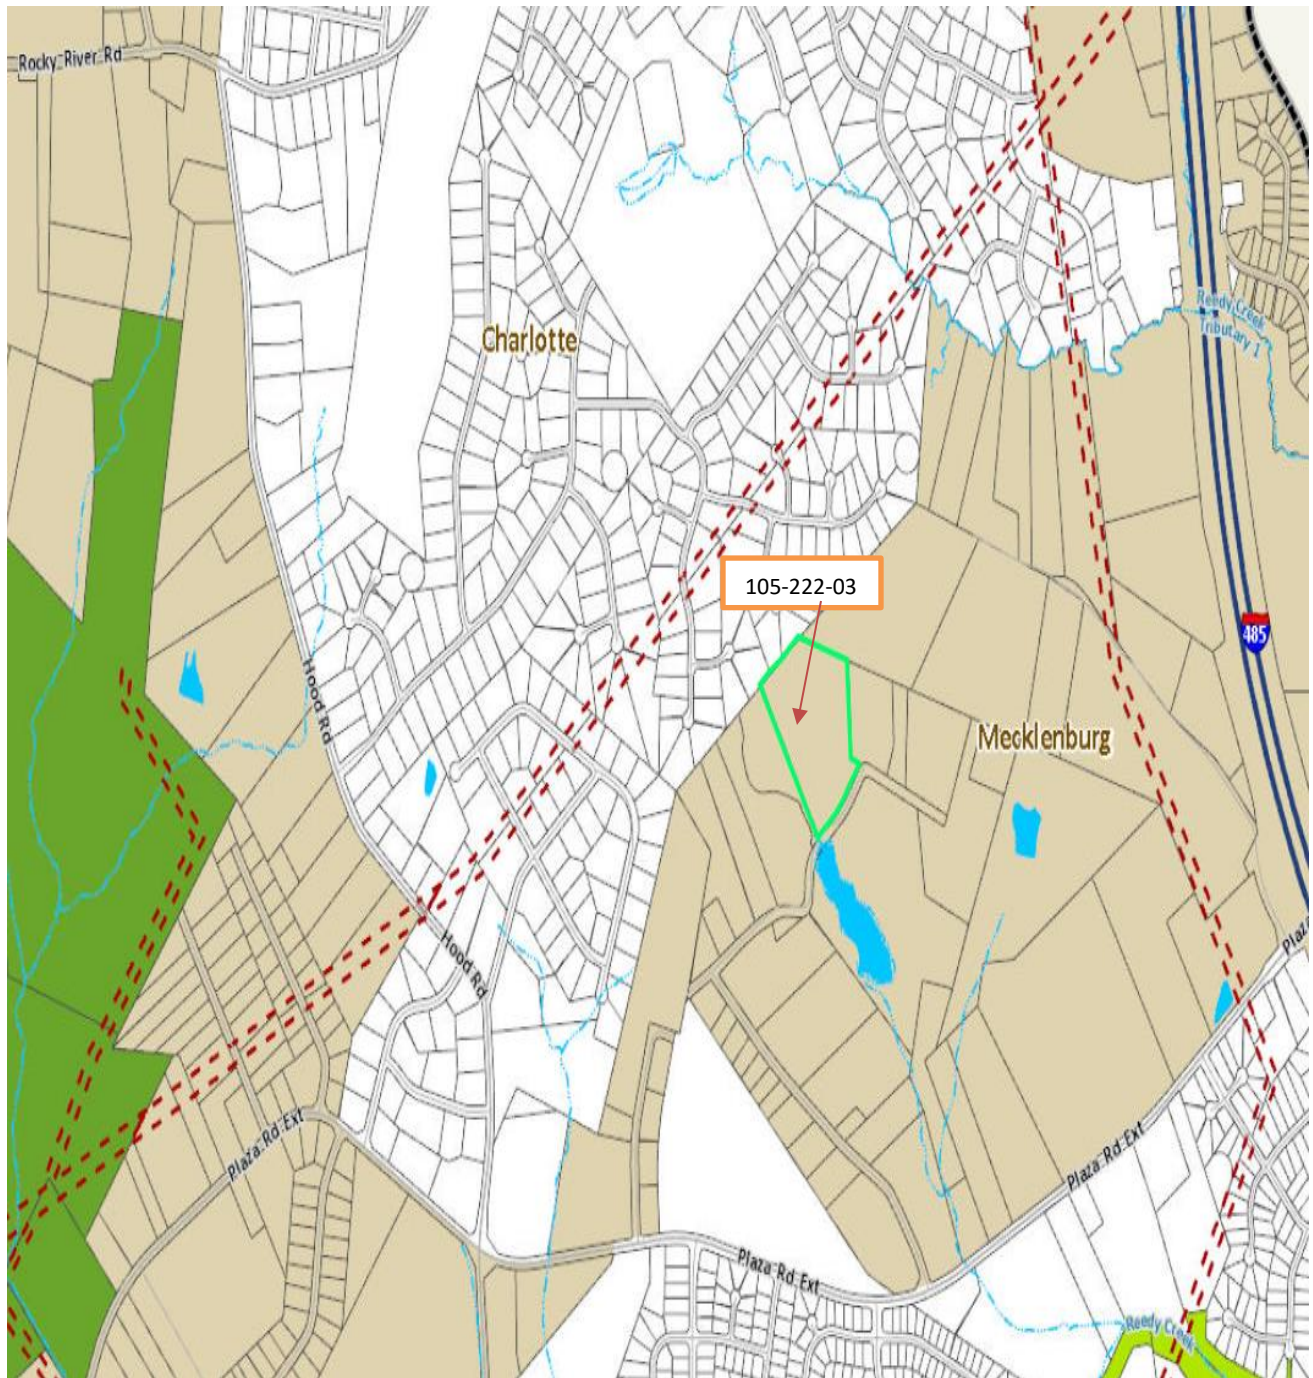 Rocky River Rd
Charlotte
Reedy Creek
Tributary 1
105-222-03
485
Hood Rd
Mecklenburg
Hood Rd
Plaza Rd Ext
Plaza Rd Ext
Plaza Rd Ext
Reedy Creek